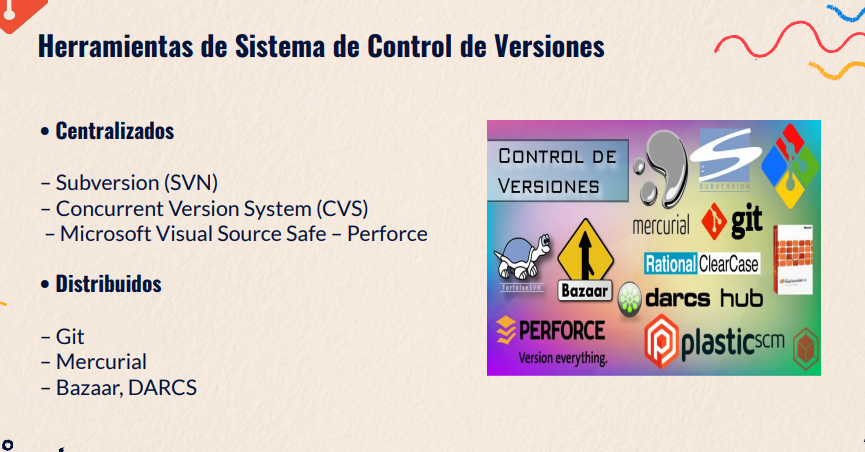 Herramientas de Sistema de Control de Versiones
• Centralizados
– Subversion (SVN)
– Concurrent Version System (CVS)
– Microsoft Visual Source Safe – Perforce
• Distribuidos
– Git
– Mercurial
– Bazaar, DARCS
CONTROL DE
VERSIONES
mercurial
SUBVERSION
git
TortoiseSVN
Bazaar
Rational ClearCase
darcs hub
PERFORCE
Version everything.
plasticscm